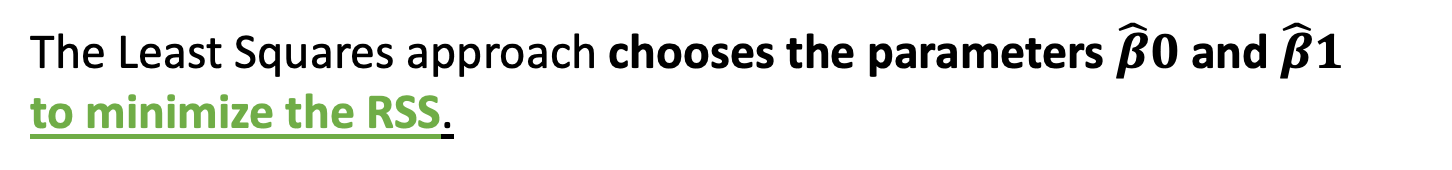 The Least Squares approach chooses the parameters β̂0 and β̂1
to minimize the RSS.